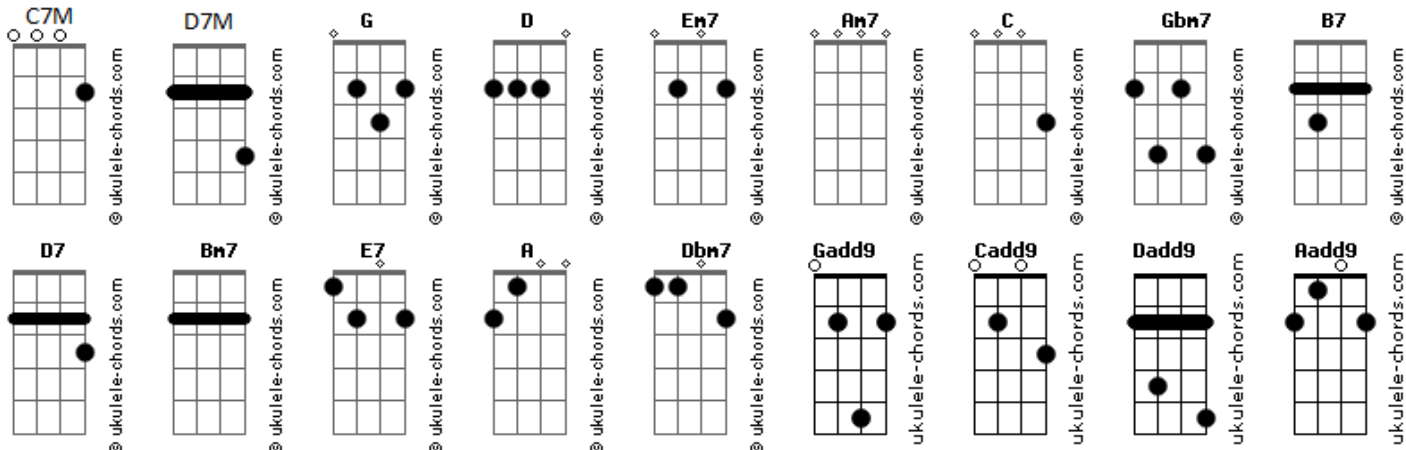 C7M D7M G D Em7 Am7 C Gbm7 B7
© ukulele-chords.com © ukulele-chords.com © ukulele-chords.com © ukulele-chords.com © ukulele-chords.com © ukulele-chords.com © ukulele-chords.com © ukulele-chords.com © ukulele-chords.com
D7 Bm7 E7 A Dbm7 Gadd9 Cadd9 Dadd9 Aadd9
© ukulele-chords.com © ukulele-chords.com © ukulele-chords.com © ukulele-chords.com © ukulele-chords.com ukulele-chords.com ukulele-chords.com ukulele-chords.com ukulele-chords.com